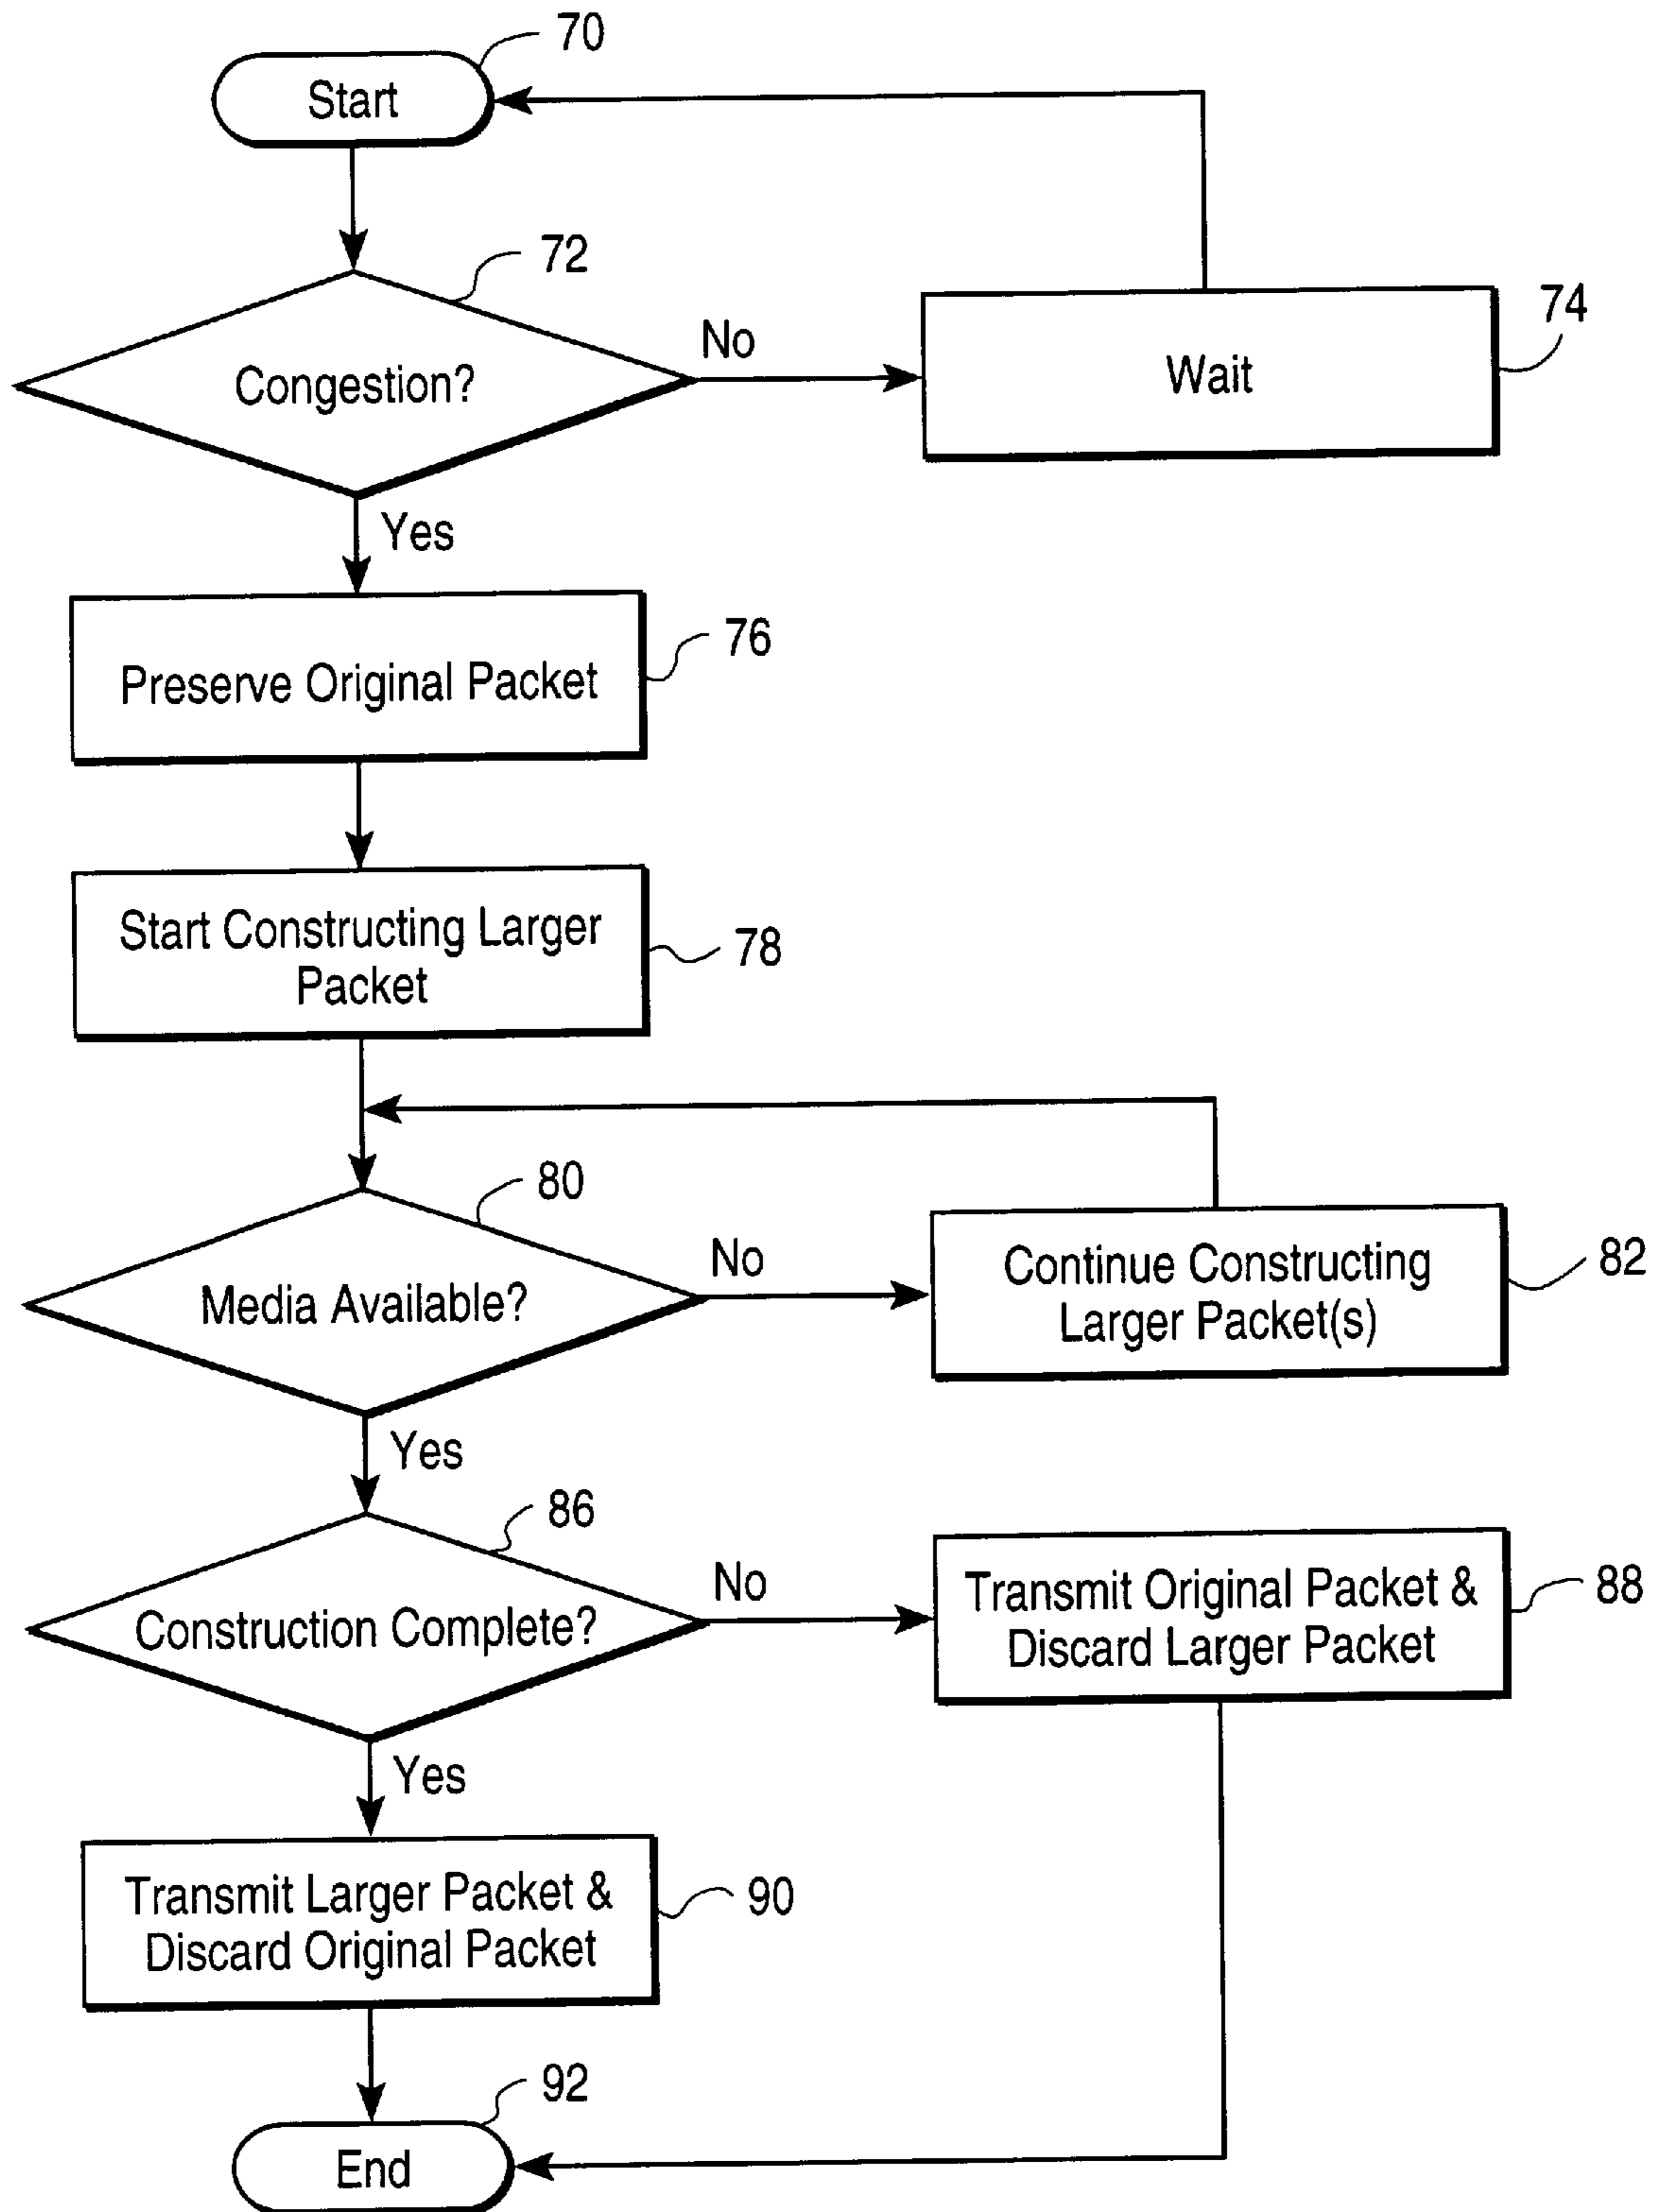 70
Start
72
Congestion?
No
74
Wait
Yes
76
Preserve Original Packet
78
Start Constructing Larger
Packet
80
Media Available?
No
82
Continue Constructing
Larger Packet(s)
Yes
86
Construction Complete?
No
88
Transmit Original Packet &
Discard Larger Packet
Yes
90
Transmit Larger Packet &
Discard Original Packet
92
End